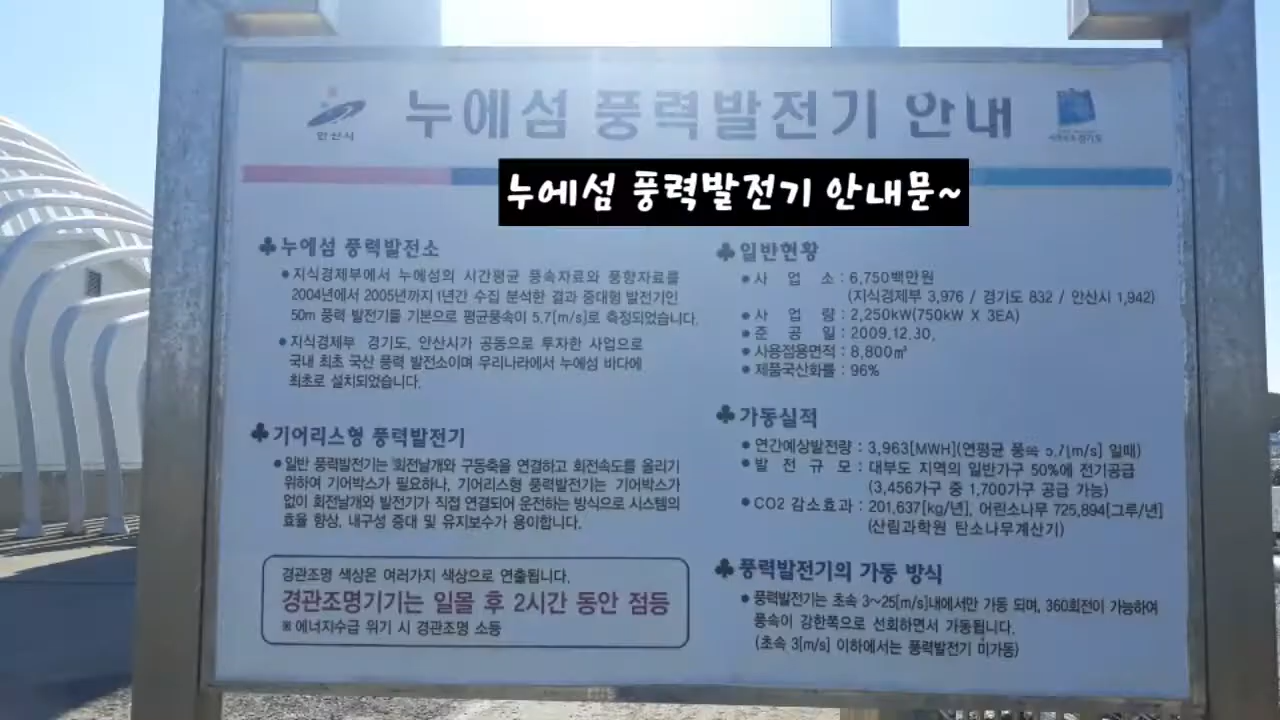 안산시
누에섬 풍력발전기 안내
누에섬 풍력발전기 안내문~
♣ 누에섬 풍력발전소
● 지식경제부에서 누에섬의 시간평균 풍속자료와 풍향자료를
2004년에서 2005년까지 1년간 수집 분석한 결과 중대형 발전기인
50m 풍력 발전기를 기본으로 평균풍속이 5.7[m/s]로 측정되었습니다.
● 지식경제부 경기도, 안산시가 공동으로 투자한 사업으로
국내 최초 국산 풍력 발전소이며 우리나라에서 누에섬 바다에
최초로 설치되었습니다.
♣ 기어리스형 풍력발전기
● 일반 풍력발전기는 회전날개와 구동축을 연결하고 회전속도를 올리기
위하여 기어박스가 필요하나, 기어리스형 풍력발전기는 기어박스가
없이 회전날개와 발전기가 직접 연결되어 운전하는 방식으로 시스템의
효율 향상, 내구성 증대 및 유지보수가 용이합니다.
경관조명 색상은 여러가지 색상으로 연출됩니다.
경관조명기기는 일몰 후 2시간 동안 점등
※ 에너지수급 위기 시 경관조명 소등
♣ 일반현황
● 사 업 소 : 6,750백만원
(지식경제부 3,976 / 경기도 832 / 안산시 1,942)
● 사 업 량 : 2,250kW(750kW X 3EA)
● 준 공 일 : 2009.12.30.
● 사용점용면적 : 8,800㎡
● 제품국산화률 : 96%
♣ 가동실적
● 연간예상발전량 : 3,963[MWH](연평균 풍속 5.7[m/s] 일때)
● 발 전 규 모 : 대부도 지역의 일반가구 50%에 전기공급
(3,456가구 중 1,700가구 공급 가능)
● CO2 감소효과 : 201,637[kg/년], 어린소나무 725,894[그루/년]
(산림과학원 탄소나무계산기)
♣ 풍력발전기의 가동 방식
● 풍력발전기는 초속 3~25[m/s]내에서만 가동 되며, 360회전이 가능하여
풍속이 강한쪽으로 선회하면서 가동됩니다.
(초속 3[m/s] 이하에서는 풍력발전기 미가동)